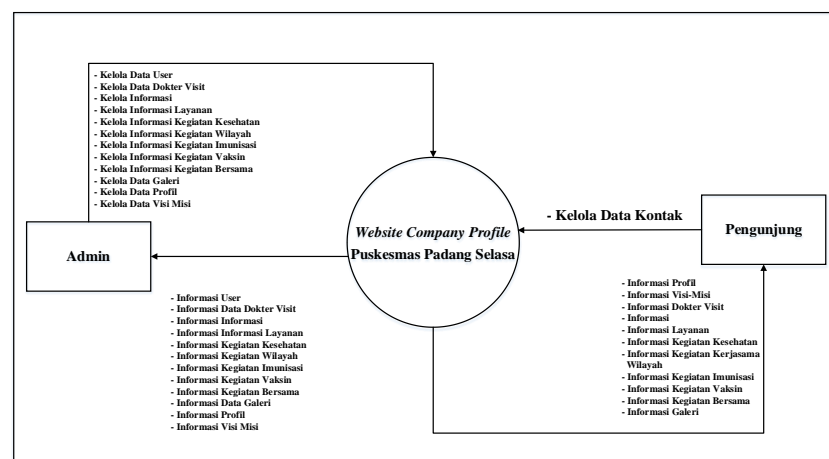 - Kelola Data User
- Kelola Data Dokter Visit
- Kelola Informasi
- Kelola Informasi Layanan
- Kelola Informasi Kegiatan Kesehatan
- Kelola Informasi Kegiatan Wilayah
- Kelola Informasi Kegiatan Imunisasi
- Kelola Informasi Kegiatan Vaksin
- Kelola Informasi Kegiatan Bersama
- Kelola Data Galeri
- Kelola Data Profil
- Kelola Data Visi Misi
Admin
Website Company Profile
Puskesmas Padang Selasa
- Kelola Data Kontak
Pengunjung
- Informasi User
- Informasi Data Dokter Visit
- Informasi Informasi
- Informasi Informasi Layanan
- Informasi Kegiatan Kesehatan
- Informasi Kegiatan Wilayah
- Informasi Kegiatan Imunisasi
- Informasi Kegiatan Vaksin
- Informasi Kegiatan Bersama
- Informasi Data Galeri
- Informasi Profil
- Informasi Visi Misi
- Informasi Profil
- Informasi Visi-Misi
- Informasi Dokter Visit
- Informasi
- Informasi Layanan
- Informasi Kegiatan Kesehatan
- Informasi Kegiatan Kerjasama
Wilayah
- Informasi Kegiatan Imunisasi
- Informasi Kegiatan Vaksin
- Informasi Kegiatan Bersama
- Informasi Galeri